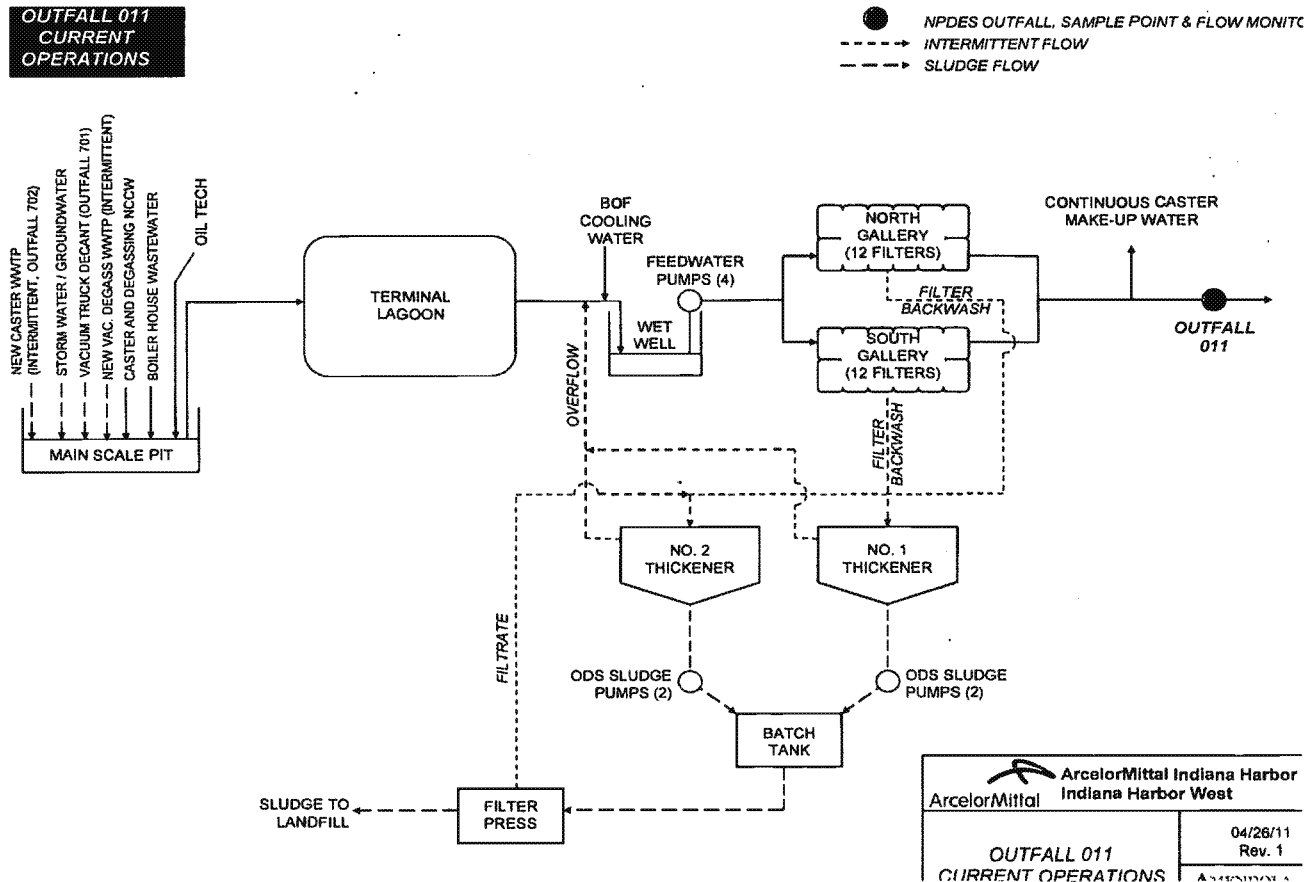 OUTFALL 011
CURRENT
OPERATIONS
NPDES OUTFALL, SAMPLE POINT & FLOW
INTERMITTENT FLOW
SLUDGE FLOW
NEW CASTER WWTP
(INTERMITTENT, OUTFALL 702)
STORM WATER / GROUNDWATER
VACUUM TRUCK DECANT (OUTFALL 701)
NEW VAC. DEGASS WWTP (INTERMITTENT)
CASTER AND DEGASSING NCCW
BOILER HOUSE WASTEWATER
OIL TECH
MAIN SCALE PIT
TERMINAL
LAGOON
BOF
COOLING
WATER
FEEDWATER
PUMPS (4)
WET
WELL
OVERFLOW
NORTH
GALLERY
(12 FILTERS)
FILTER
BACKWASH
SOUTH
GALLERY
(12 FILTERS)
FILTER
BACKWASH
CONTINUOUS CASTER
MAKE-UP WATER
OUTFALL
011
NO. 2
THICKENER
NO. 1
THICKENER
FILTRATE
ODS SLUDGE
PUMPS (2)
ODS SLUDGE
PUMPS (2)
BATCH
TANK
SLUDGE TO
LANDFILL
FILTER
PRESS
ArcelorMittal
ArcelorMittal Indiana Harbor
Indiana Harbor West
OUTFALL 011
CURRENT OPERATIONS
04/26/11
Rev. 1